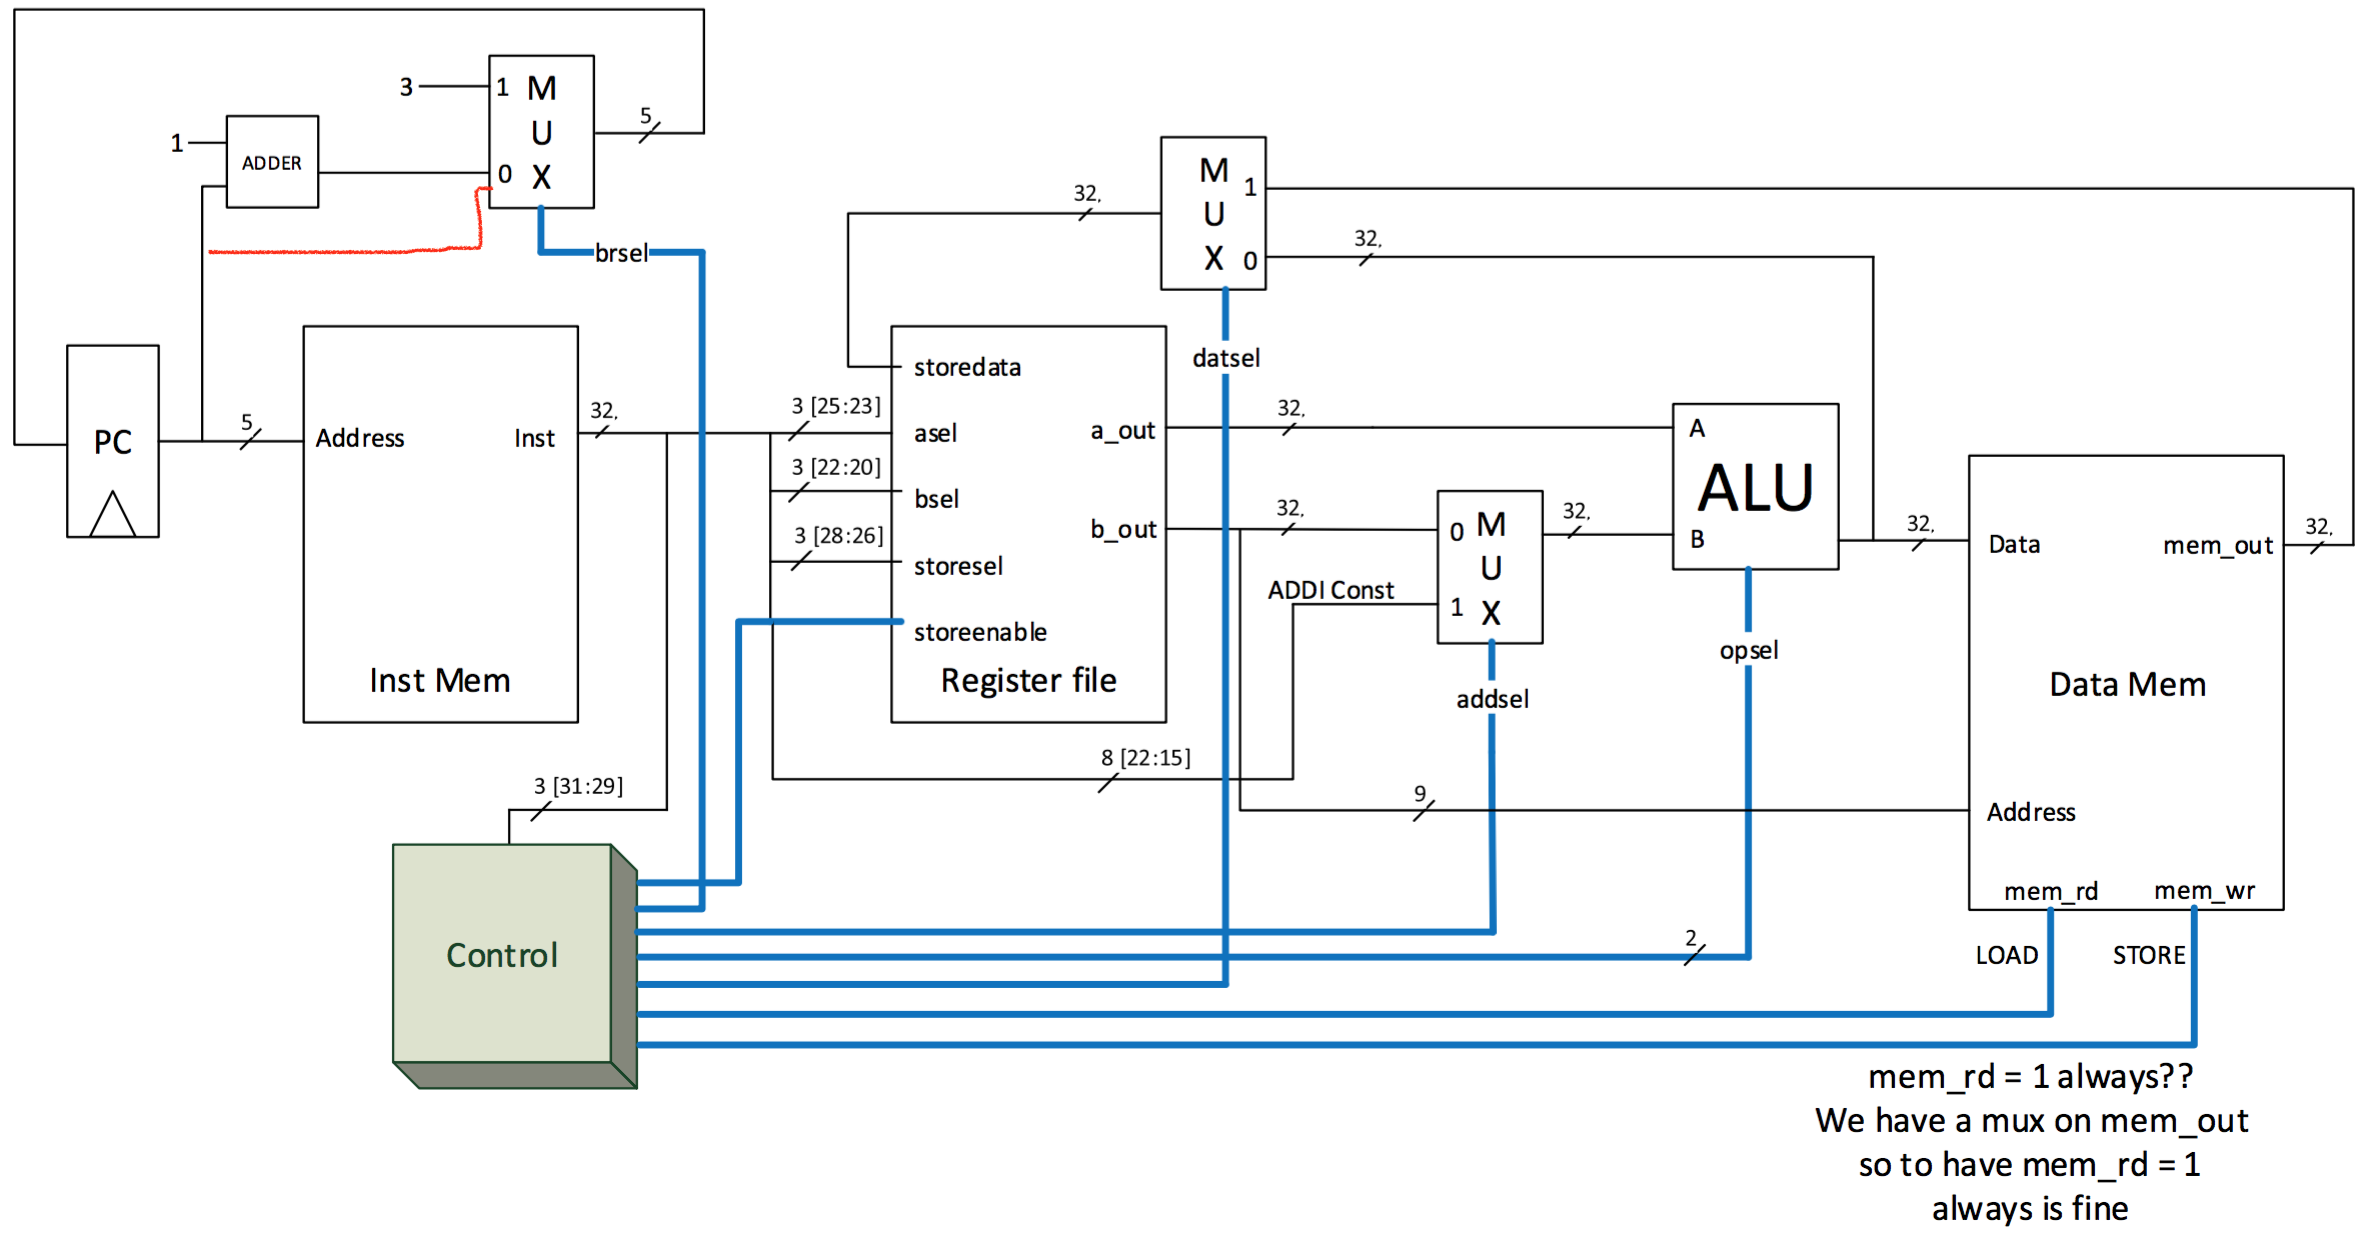 3
1 M
U
0 X
5
1
ADDER
brsel
M
U 1
X 0
32,
32,
datsel
PC
5
Address
Inst
Inst Mem
32,
3 [25:23]
3 [22:20]
3 [28:26]
storedata
asel
bsel
storesel
storeenable
a_out
b_out
Register file
32,
32,
ADDI Const
0 M
U
1 X
addsel
32,
A
ALU
B
opsel
32,
Data
mem_out
32,
Data Mem
Address
mem_rd
mem_wr
8 [22:15]
9
3 [31:29]
Control
2
LOAD
STORE
mem_rd = 1 always??
We have a mux on mem_out
so to have mem_rd = 1
always is fine